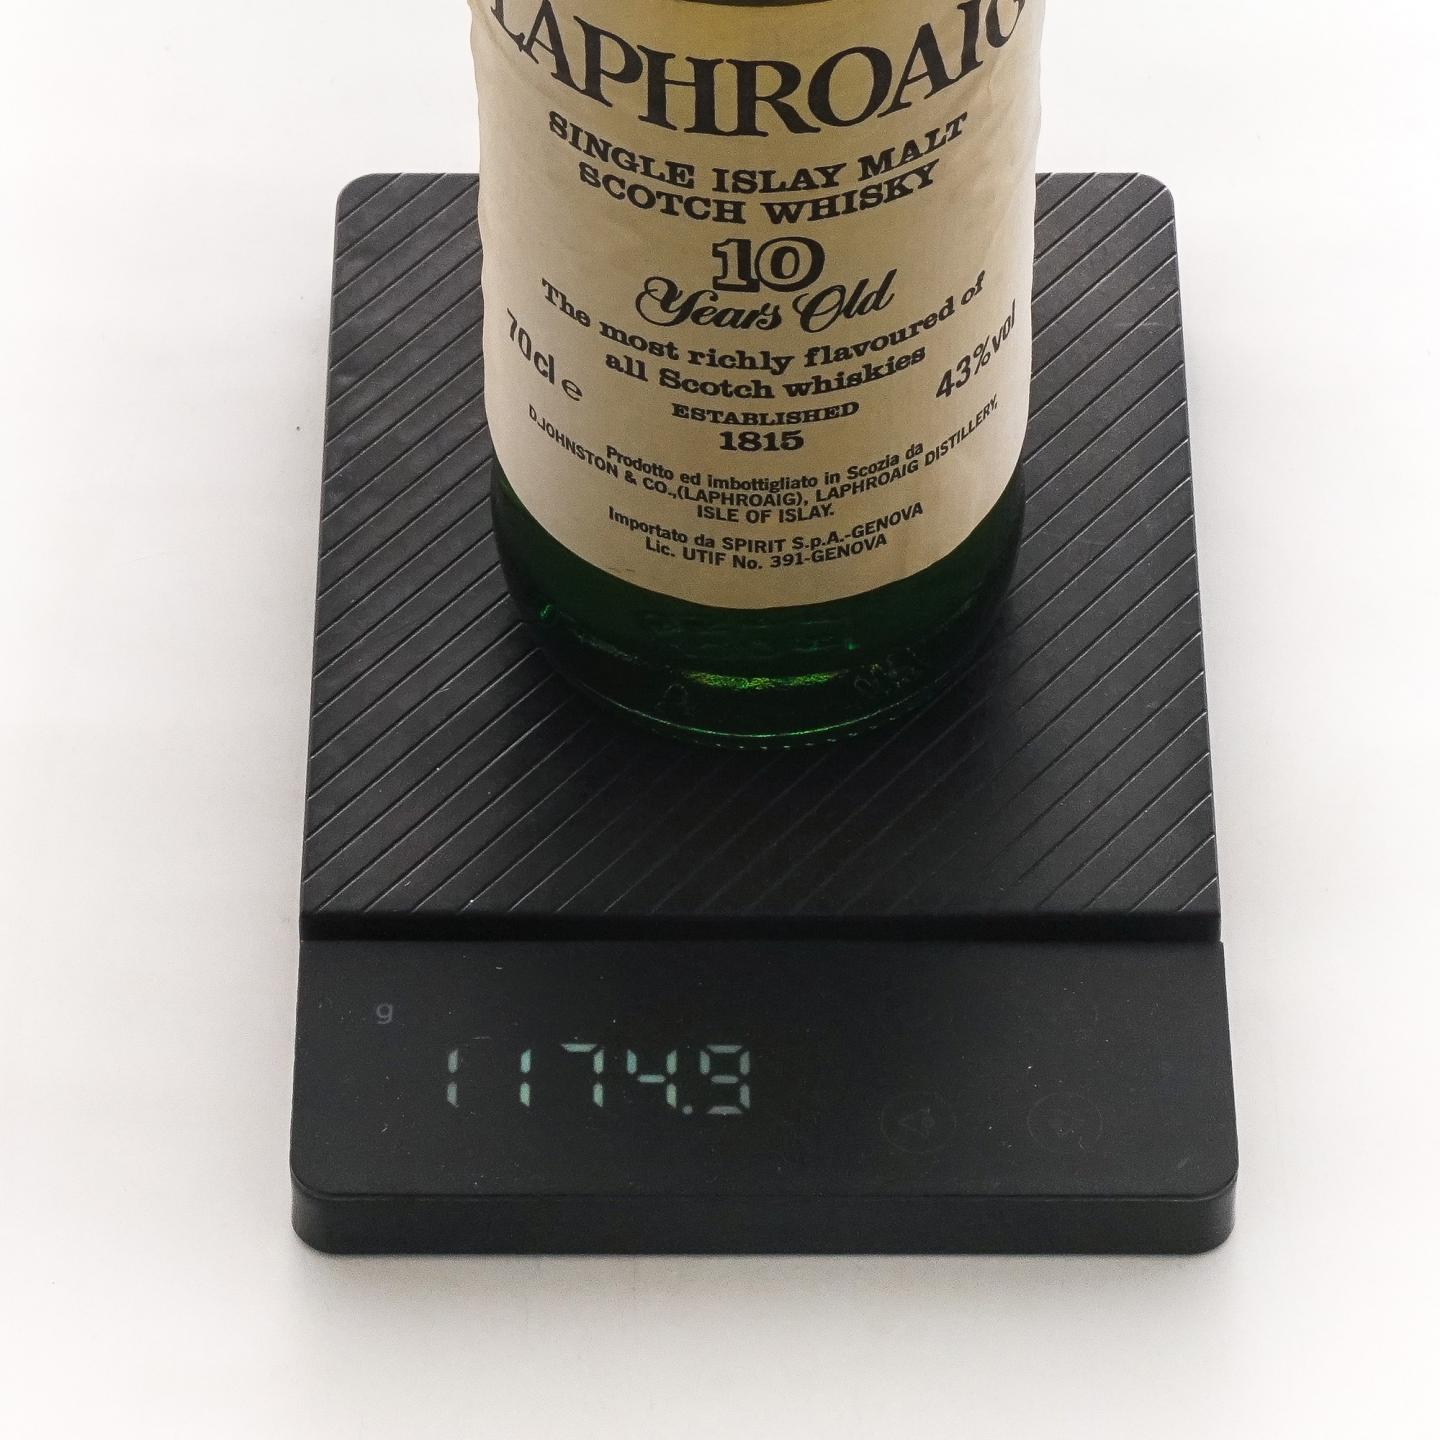 LAPHROAIG
SINGLE ISLAY MALT
SCOTCH WHISKY
10
Years Old
The most richly flavoured of
all Scotch whiskies
70cl e
43%vol
ESTABLISHED
1815
Prodotto ed imbottigliato in Scozia da
D.JOHNSTON & CO.,(LAPHROAIG), LAPHROAIG DISTILLERY,
ISLE OF ISLAY.
Importato da SPIRIT S.p.A.-GENOVA
Lic. UTIF No. 391-GENOVA
g
1174.9